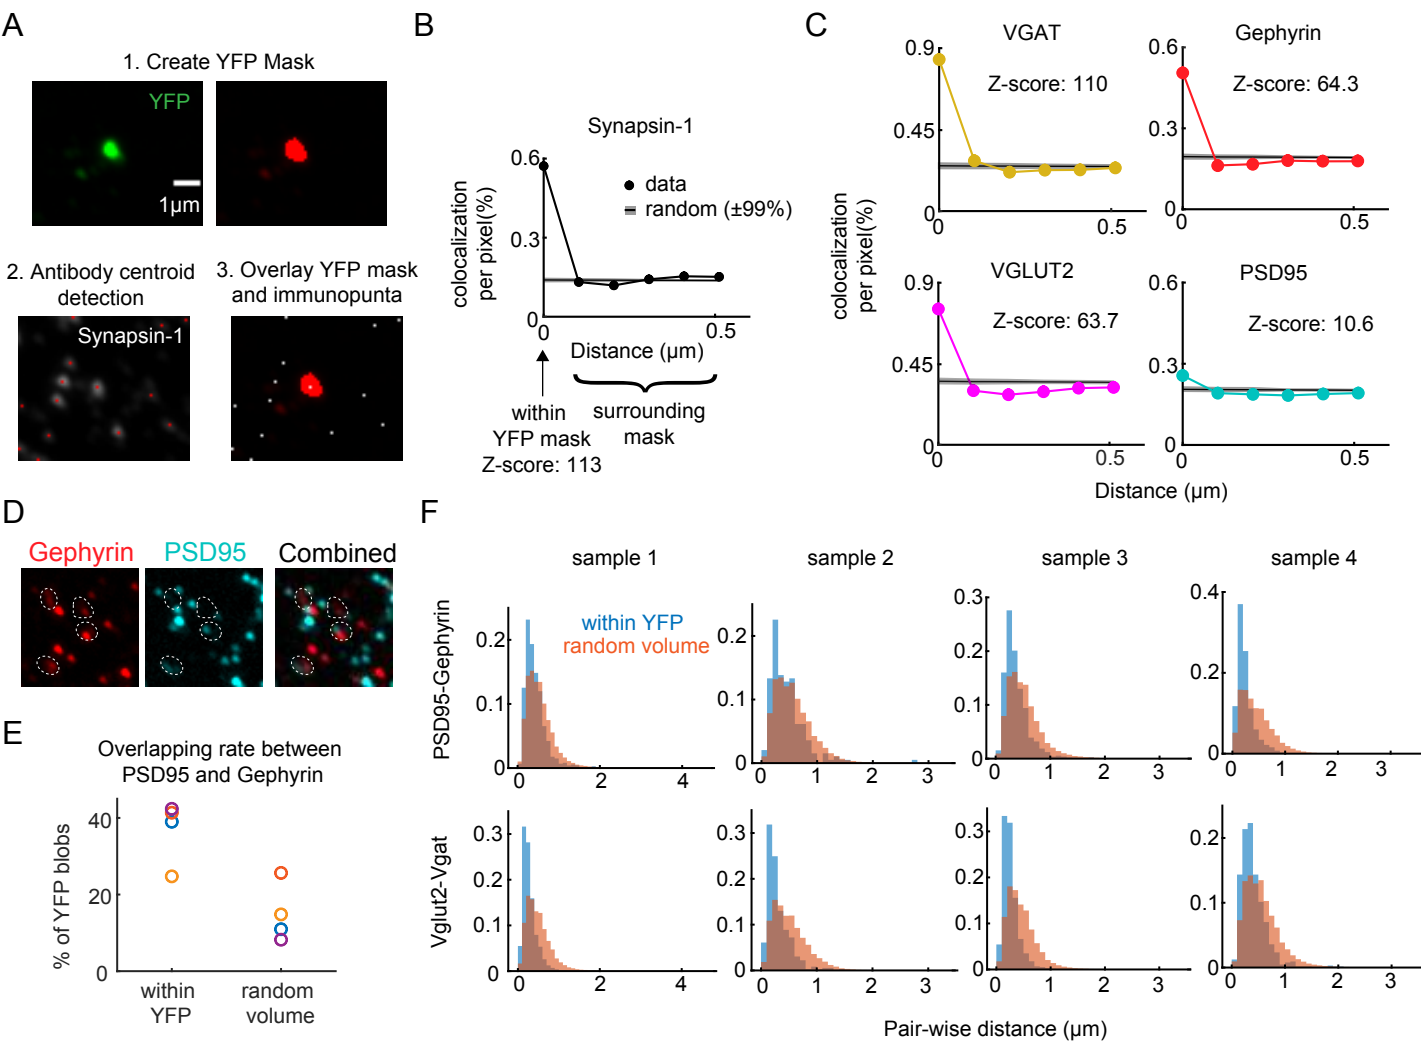 A
1. Create YFP Mask
YFP
1µm
2. Antibody centroid
detection
Synapsin-1
3. Overlay YFP mask
and immunopunta
B
Synapsin-1
0.6
0.3
0
colocalization
per pixel(%)
data
random (±99%)
0
0.5
Distance (µm)
within
YFP mask
Z-score: 113
surrounding
mask
C
colocalization
per pixel(%)
VGAT
Z-score: 110
0.9
0.45
0
0
0.5
Gephyrin
Z-score: 64.3
0.6
0.3
0
0
0.5
VGLUT2
Z-score: 63.7
0.9
0.45
0
0
0.5
PSD95
Z-score: 10.6
0.6
0.3
0
0
0.5
Distance (µm)
D
Gephyrin
PSD95
Combined
E
Overlapping rate between
PSD95 and Gephyrin
% of YFP blobs
40
20
0
within
YFP
random
volume
F
sample 1
sample 2
sample 3
sample 4
PSD95-Gephyrin
within YFP
random volume
0.2
0.1
0
0
2
4
0.2
0.1
0
0
1
2
3
0.3
0.2
0.1
0
0
1
2
3
0.4
0.2
0
0
1
2
3
Vglut2-Vgat
0.3
0.2
0.1
0
0
2
4
0.3
0.2
0.1
0
0
1
2
3
0.3
0.2
0.1
0
0
1
2
3
0.2
0.1
0
0
1
2
3
Pair-wise distance (µm)